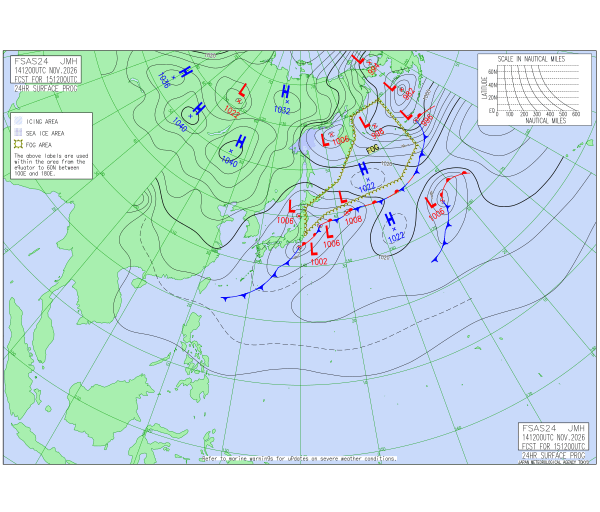 FSAS24 JMH
141200UTC NOV.2026
FCST FOR 151200UTC
24HR SURFACE PROG
SCALE IN NAUTICAL MILES
LATITUDE
60N
40N
20N
EQ
0 100 200 300 400 500 600
NAUTICAL MILES
ICING AREA
SEA ICE AREA
FOG AREA
The above labels are used
within the area from the
equator to 60N between
100E and 180E.
H
1036
H
1040
L
1022
H
1032
H
1040
L
L
L
L
L
1006
FOG
H
1022
L
1006
L
1006
L
1008
L
1006
L
1002
H
1022
Refer to marine warnings for updates on severe weather conditions.
FSAS24 JMH
141200UTC NOV.2026
FCST FOR 151200UTC
24HR SURFACE PROG
JAPAN METEOROLOGICAL AGENCY TOKYO